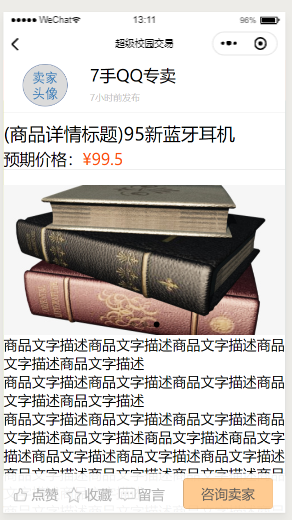 WeChat
13:11
96%
超级校园交易
卖家
头像
7手QQ专卖
7小时前发布
(商品详情标题)95新蓝牙耳机
预期价格：¥99.5
商品文字描述商品文字描述商品文字描述商品
文字描述商品文字描述
商品文字描述商品文字描述商品文字描述商品
文字描述商品文字描述
商品文字描述商品文字描述商品文字描述商品
文字描述商品文字描述商品文字描述商品文字
描述商品文字描述商品文字描述商品文字描述
点赞 收藏 留言 咨询卖家